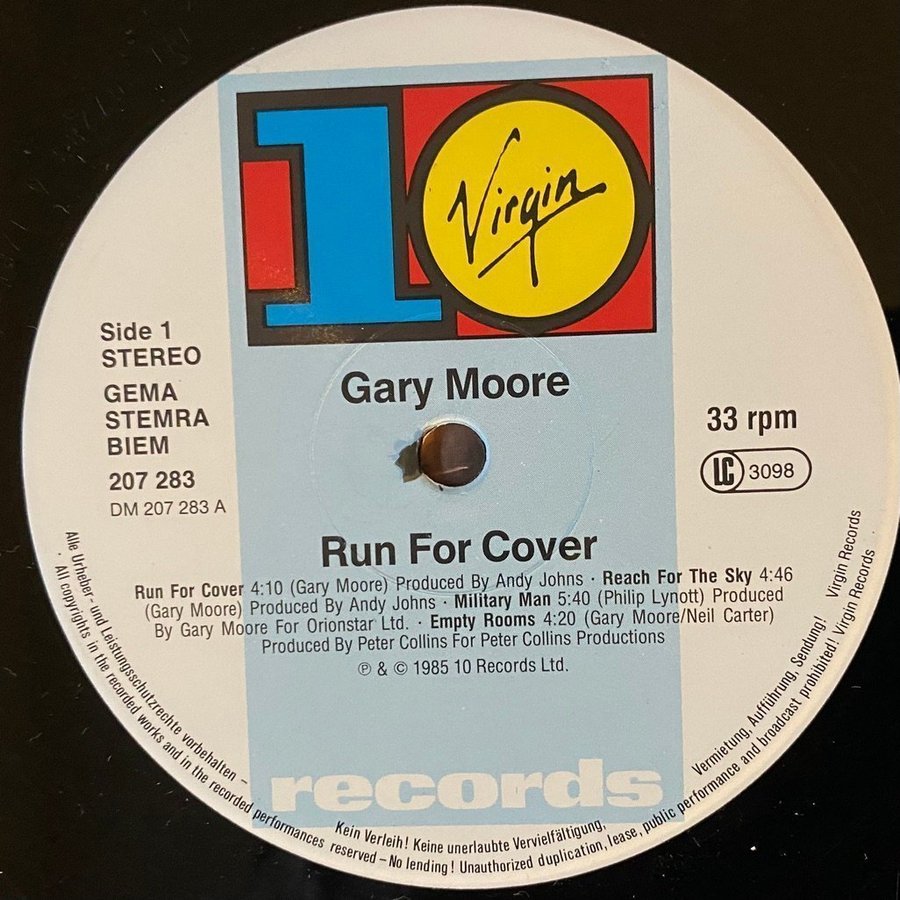 10
Virgin
Side 1
STEREO
GEMA
STEMRA
BIEM
207 283
DM 207 283 A
Gary Moore
33 rpm
LC 3098
Run For Cover
Run For Cover 4:10 (Gary Moore) Produced By Andy Johns · Reach For The Sky 4:46
(Gary Moore) Produced By Andy Johns · Military Man 5:40 (Philip Lynott) Produced
By Gary Moore For Orionstar Ltd. · Empty Rooms 4:20 (Gary Moore/Neil Carter)
Produced By Peter Collins For Peter Collins Productions
℗ & © 1985 10 Records Ltd.
records
Alle Urheber- und Leistungsschutzrechte vorbehalten – Kein Verleih! Keine unerlaubte Vervielfältigung, Vermietung, Aufführung, Sendung! Virgin Records
· All copyrights in the recorded works and in the recorded performances reserved – No lending! Unauthorized duplication, lease, public performance and broadcast prohibited! Virgin Records